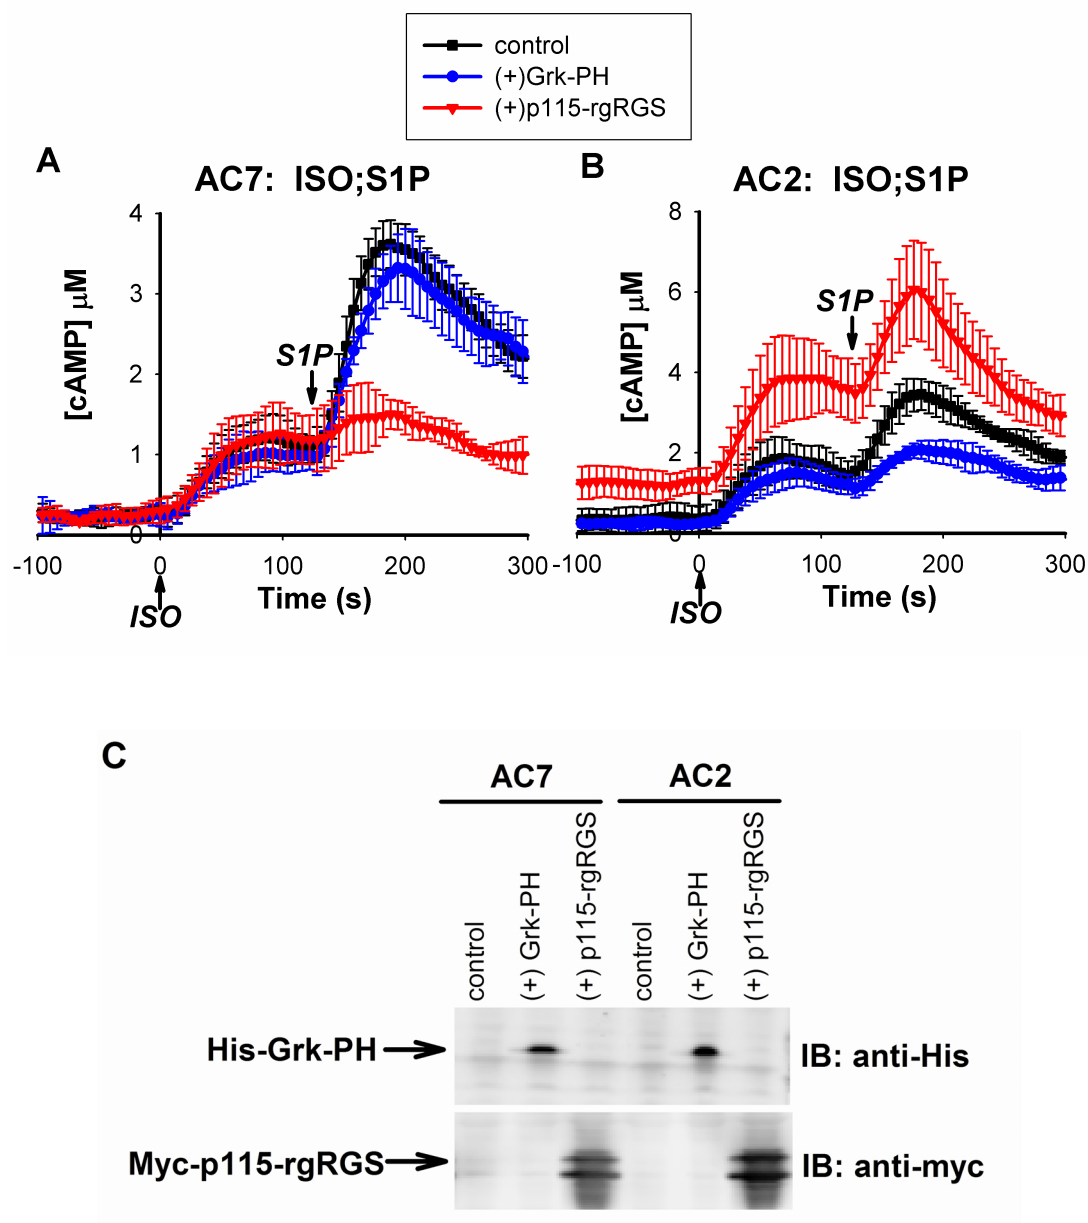 control
(+)Grk-PH
(+)p115-rgRGS
A
AC7: ISO;S1P
4
3
2
1
0
[cAMP] µM
S1P
-100
0
100
200
300
Time (s)
ISO
B
AC2: ISO;S1P
8
6
4
2
0
[cAMP] µM
S1P
-100
0
100
200
300
Time (s)
ISO
C
AC7
AC2
control
(+) Grk-PH
(+) p115-rgRGS
control
(+) Grk-PH
(+) p115-rgRGS
His-Grk-PH
IB: anti-His
Myc-p115-rgRGS
IB: anti-myc